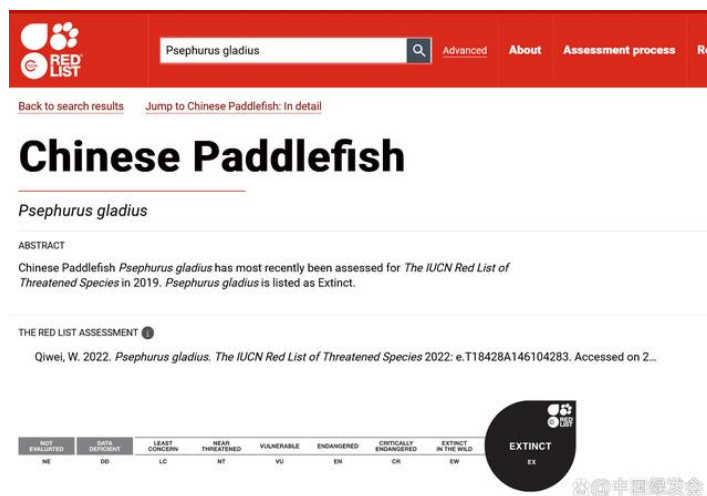 RED
LIST
Psephurus gladius
Advanced
About
Assessment process
Back to search results
Jump to Chinese Paddlefish: In detail
Chinese Paddlefish
Psephurus gladius
ABSTRACT
Chinese Paddlefish Psephurus gladius has most recently been assessed for The IUCN Red List of
Threatened Species in 2019. Psephurus gladius is listed as Extinct.
THE RED LIST ASSESSMENT i
Qiwei, W. 2022. Psephurus gladius. The IUCN Red List of Threatened Species 2022: e.T18428A146104283. Accessed on 2...
NOT
EVALUATED
NE
DATA
DEFICIENT
DD
LEAST
CONCERN
LC
NEAR
THREATENED
NT
VULNERABLE
VU
ENDANGERED
EN
CRITICALLY
ENDANGERED
CR
EXTINCT
IN THE WILD
EW
RED
LIST
EXTINCT
EX
@中国绿发会